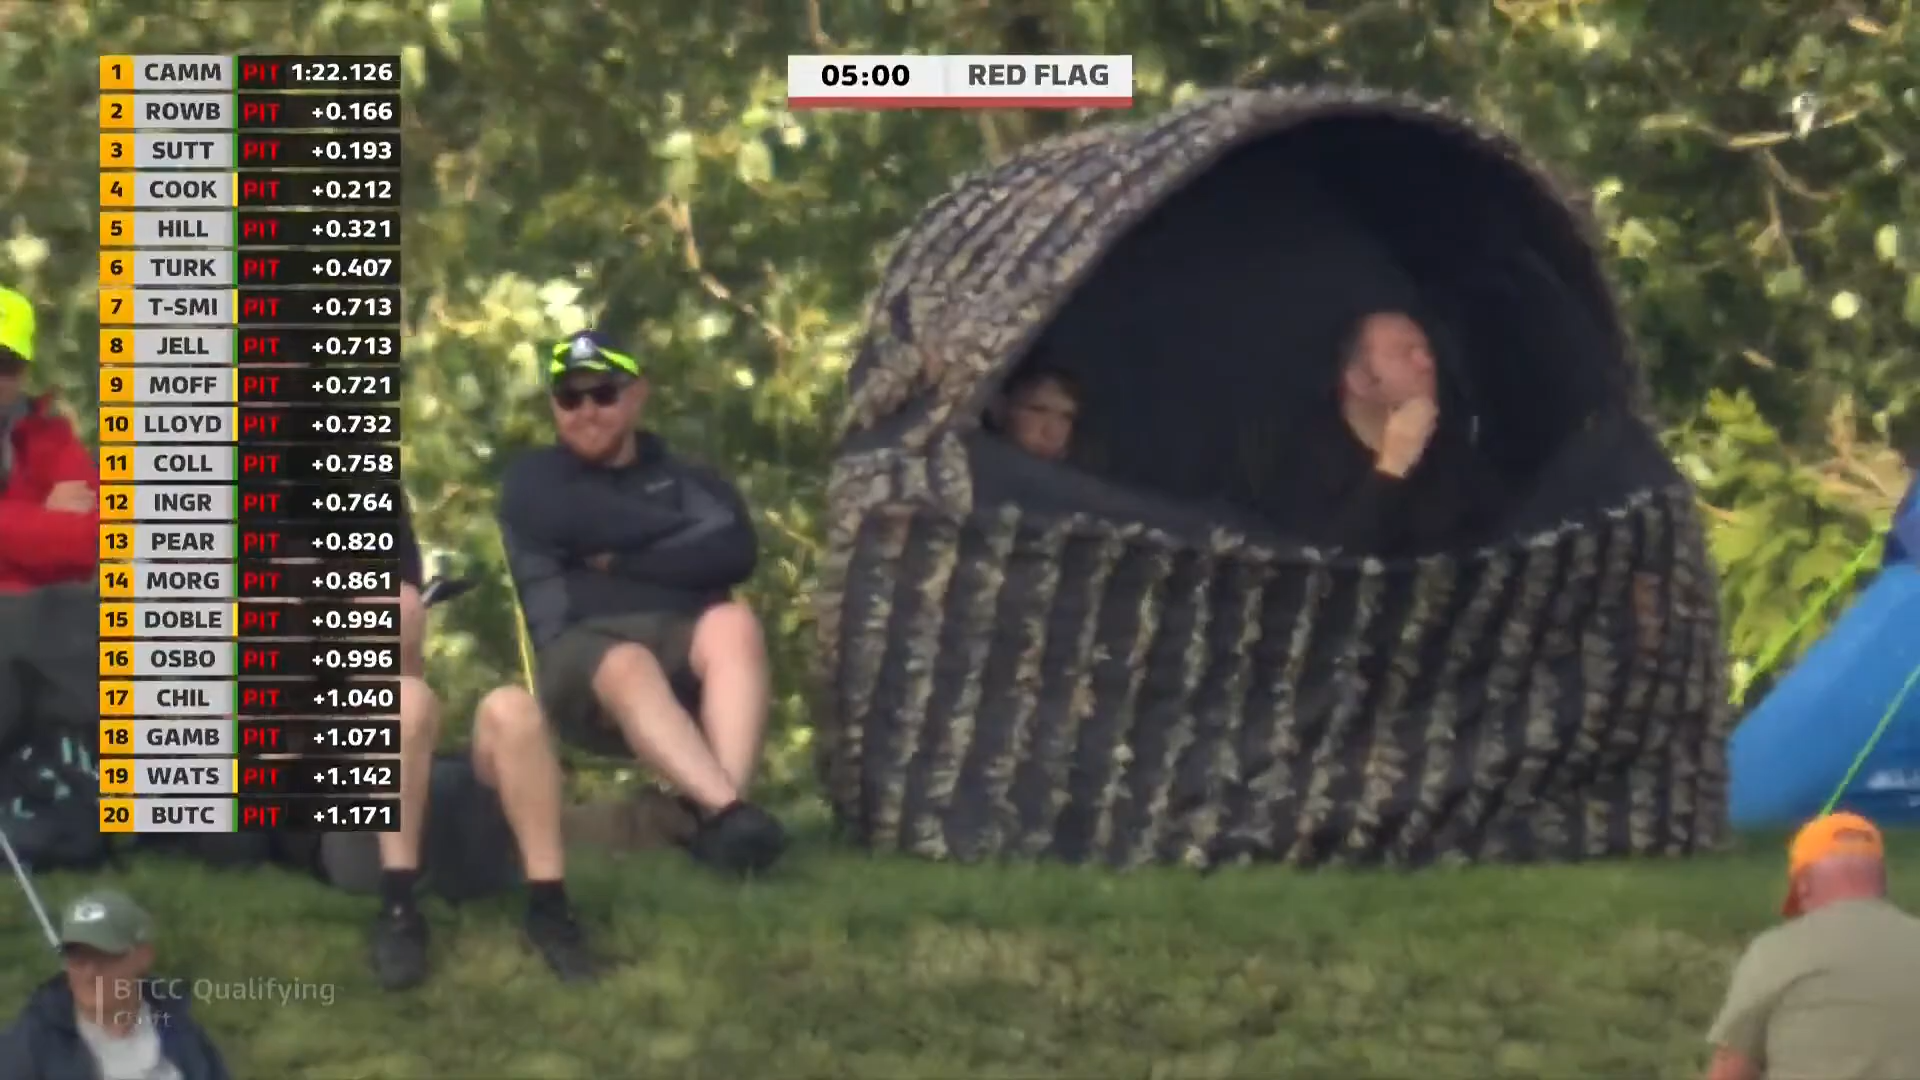 05:00 RED FLAG
1 CAMM PIT 1:22.126
2 ROWB PIT +0.166
3 SUTT PIT +0.193
4 COOK PIT +0.212
5 HILL PIT +0.321
6 TURK PIT +0.407
7 T-SMI PIT +0.713
8 JELL PIT +0.713
9 MOFF PIT +0.721
10 LLOYD PIT +0.732
11 COLL PIT +0.758
12 INGR PIT +0.764
13 PEAR PIT +0.820
14 MORG PIT +0.861
15 DOBLE PIT +0.994
16 OSBO PIT +0.996
17 CHIL PIT +1.040
18 GAMB PIT +1.071
19 WATS PIT +1.142
20 BUTC PIT +1.171
BTCC Qualifying
Croft